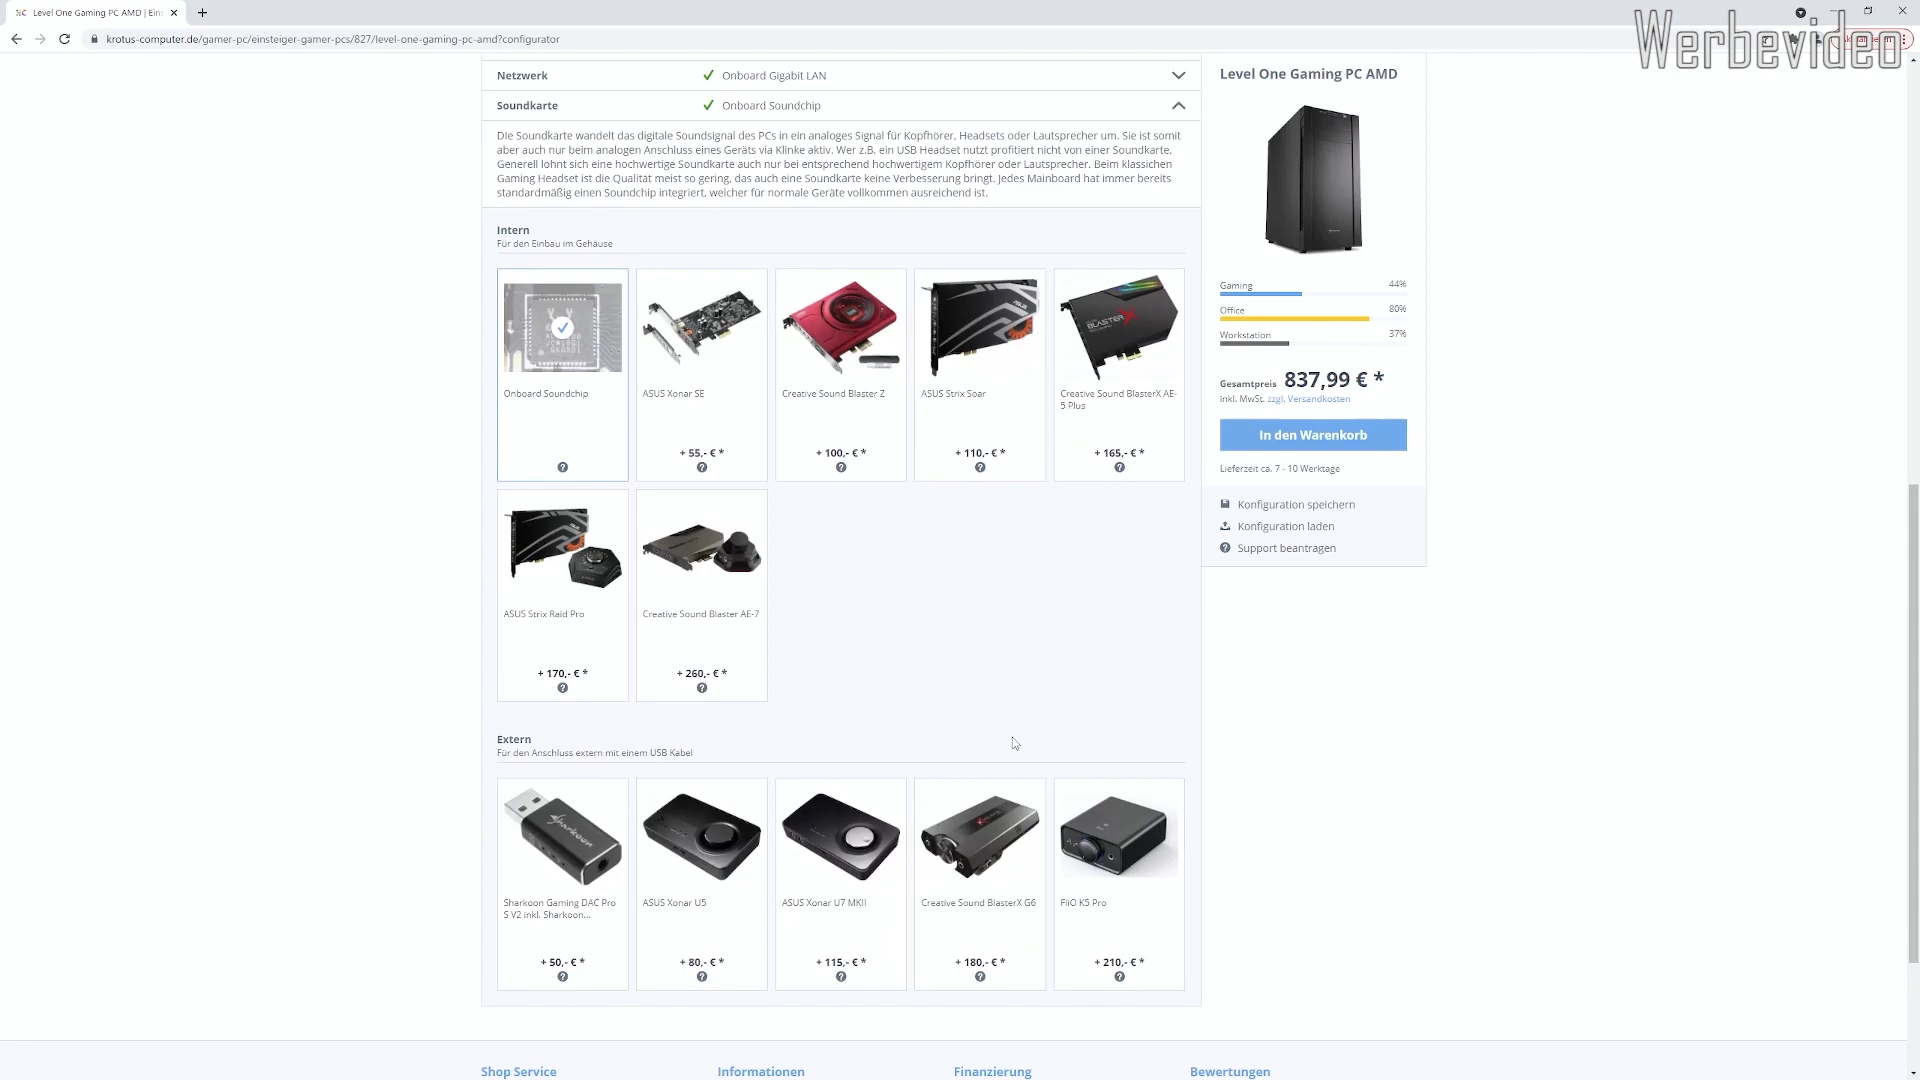 Level One Gaming PC AMD | Ein
krotus-computer.de/gamer-pc/einsteiger-gamer-pcs/827/level-one-gaming-pc-amd?configurator
Werbevideo
Netzwerk
Onboard Gigabit LAN
Soundkarte
Onboard Soundchip
Die Soundkarte wandelt das digitale Soundsignal des PCs in ein analoges Signal für Kopfhörer, Headsets oder Lautsprecher um. Sie ist somit
aber auch nur beim analogen Anschluss eines Geräts via Klinke aktiv. Wer z.B. ein USB Headset nutzt profitiert nicht von einer Soundkarte.
Generell lohnt sich eine hochwertige Soundkarte auch nur bei entsprechend hochwertigem Kopfhörer oder Lautsprecher. Beim klassischen
Gaming Headset ist die Qualität meist so gering, das auch eine Soundkarte keine Verbesserung bringt. Jedes Mainboard hat immer bereits
standardmäßig einen Soundchip integriert, welcher für normale Geräte vollkommen ausreichend ist.
Intern
Für den Einbau im Gehäuse
Onboard Soundchip
ASUS Xonar SE
+ 55,- € *
Creative Sound Blaster Z
+ 100,- € *
ASUS Strix Soar
+ 110,- € *
Creative Sound BlasterX AE-
5 Plus
+ 165,- € *
ASUS Strix Raid Pro
+ 170,- € *
Creative Sound Blaster AE-7
+ 260,- € *
Extern
Für den Anschluss extern mit einem USB Kabel
Sharkoon
Sharkoon Gaming DAC Pro
S V2 inkl. Sharkoon...
+ 50,- € *
ASUS Xonar U5
+ 80,- € *
ASUS Xonar U7 MKII
+ 115,- € *
Creative Sound BlasterX G6
+ 180,- € *
FiiO K5 Pro
+ 210,- € *
Level One Gaming PC AMD
Gaming 44%
Office 80%
Workstation 37%
Gesamtpreis 837,99 € *
inkl. MwSt. zzgl. Versandkosten
In den Warenkorb
Lieferzeit ca. 7 - 10 Werktage
Konfiguration speichern
Konfiguration laden
Support beantragen
Shop Service
Informationen
Finanzierung
Bewertungen